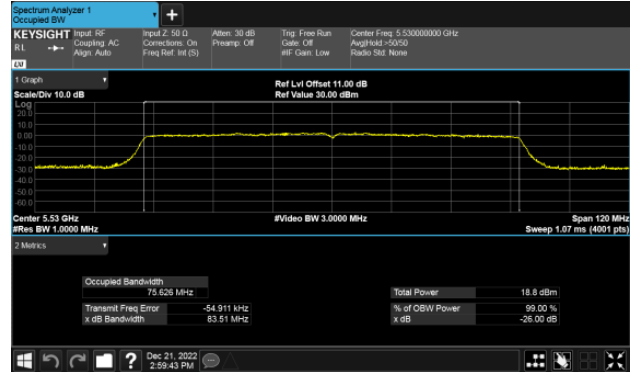 Spectrum Analyzer 1
Occupied BW
+
KEYSIGHT Input: RF Input Z: 50 Ω Atten: 30 dB Trig: Free Run Center Freq: 5.530000000 GHz
RL Coupling: AC Corrections: On Preamp: Off Gate: Off Avg|Hold:>50/50
Align: Auto Freq Ref: Int (S) #IF Gain: Low Radio Std: None
LXI
1 Graph Ref Lvl Offset 11.00 dB
Scale/Div 10.0 dB Ref Value 30.00 dBm
Log
20.0
10.0
0.00
-10.0
-20.0
-30.0
-40.0
-50.0
-60.0
Center 5.53 GHz #Video BW 3.0000 MHz Span 120 MHz
#Res BW 1.0000 MHz Sweep 1.07 ms (4001 pts)
2 Metrics
Occupied Bandwidth
75.626 MHz Total Power 18.8 dBm
Transmit Freq Error -54.911 kHz % of OBW Power 99.00 %
x dB Bandwidth 83.51 MHz x dB -26.00 dB
? Dec 21, 2022
2:59:43 PM